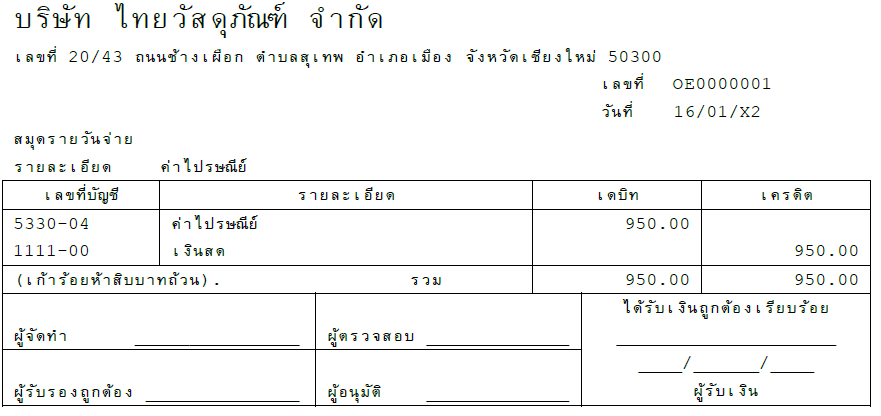 บริษัท ไทยวัสดุภัณฑ์ จำกัด
เลขที่ 20/43 ถนนช้างเผือก ตำบลสุเทพ อำเภอเมือง จังหวัดเชียงใหม่ 50300
เลขที่ OE0000001
วันที่ 16/01/X2
สมุดรายวันจ่าย
รายละเอียด ค่าไปรษณีย์
เลขที่บัญชี รายละเอียด เดบิท เครดิต
5330-04 ค่าไปรษณีย์ 950.00
1111-00 เงินสด 950.00
(เก้าร้อยห้าสิบบาทถ้วน). รวม 950.00 950.00
ได้รับเงินถูกต้องเรียบร้อย
ผู้จัดทำ _______________ ผู้ตรวจสอบ _____________ ____________________
____/______/____
ผู้รับรองถูกต้อง ______________ ผู้อนุมัติ _____________ ผู้รับเงิน